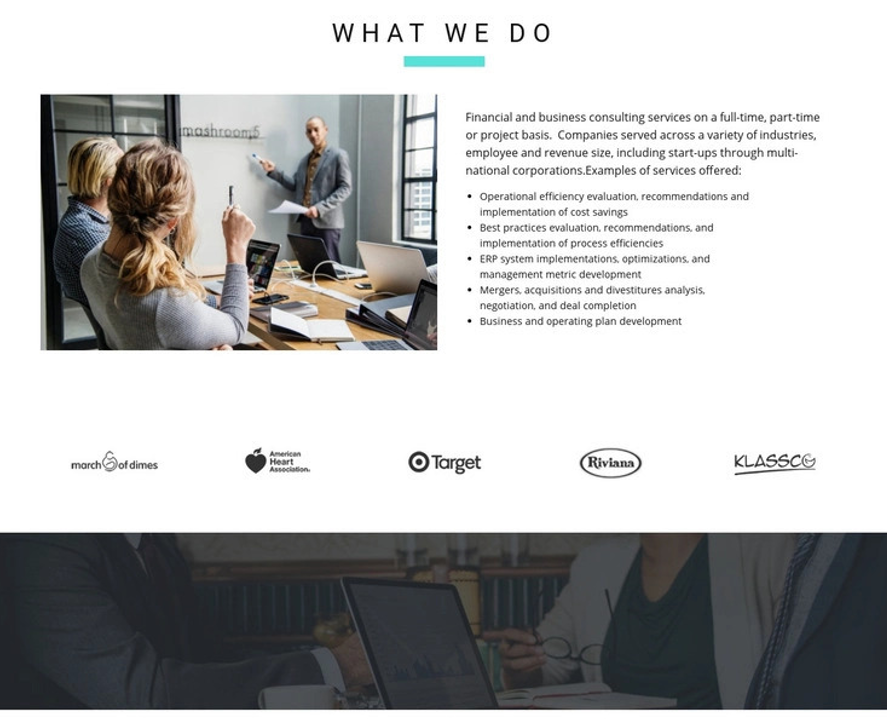 WHAT WE DO
mashroom5
Financial and business consulting services on a full-time, part-time
or project basis.  Companies served across a variety of industries,
employee and revenue size, including start-ups through multi-
national corporations.Examples of services offered:
• Operational efficiency evaluation, recommendations and
implementation of cost savings
• Best practices evaluation, recommendations, and
implementation of process efficiencies
• ERP system implementations, optimizations, and
management metric development
• Mergers, acquisitions and divestitures analysis,
negotiation, and deal completion
• Business and operating plan development
march of dimes
American
Heart
Association.
Target
Riviana
KLASSCO